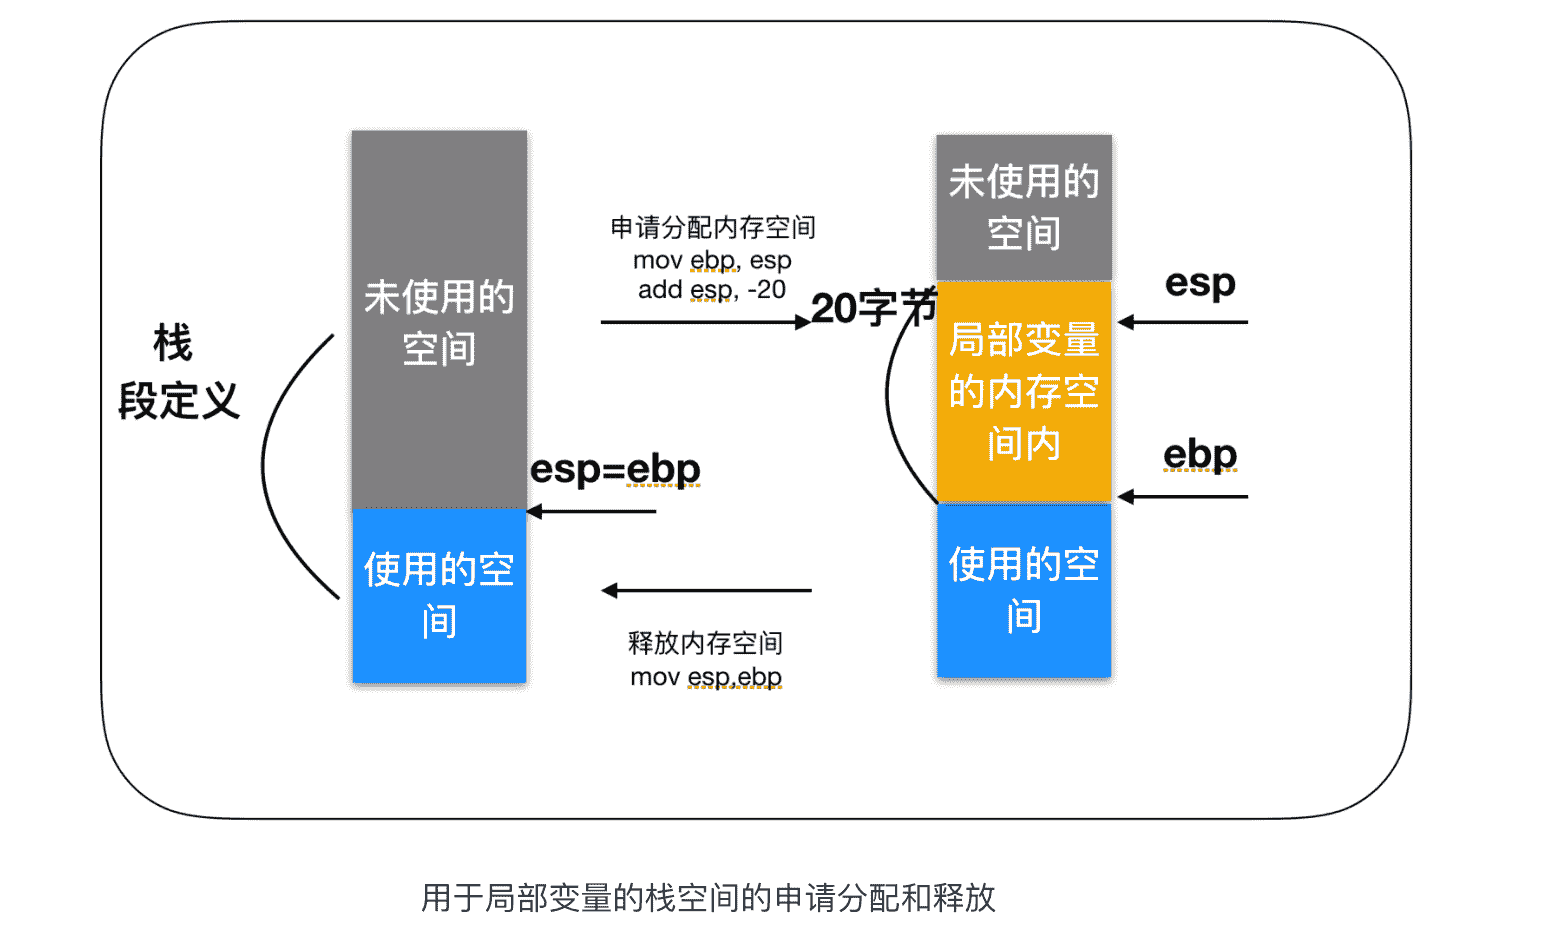 栈
段定义
未使用的
空间
esp=ebp
使用的空
间
申请分配内存空间
mov ebp, esp
add esp, -20
释放内存空间
mov esp,ebp
20字节
未使用的
空间
局部变量
的内存空
间内
使用的空
间
esp
ebp
用于局部变量的栈空间的申请分配和释放